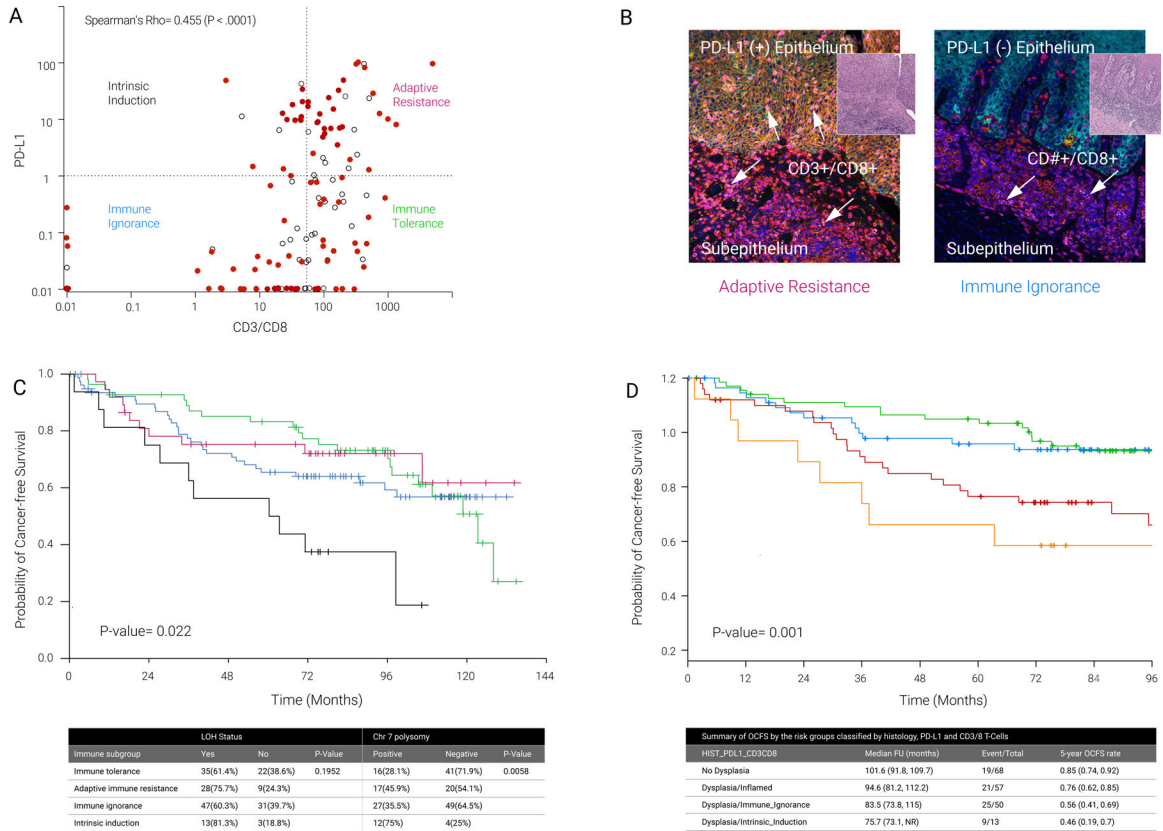 A
Spearman's Rho= 0.455 (P < .0001)
PD-L1
100
10
1
0.1
0.01
Intrinsic
Induction
Adaptive
Resistance
Immune
Ignorance
Immune
Tolerance
0.01
0.1
1
10
100
1000
CD3/CD8
B
PD-L1 (+) Epithelium
CD3+/CD8+
Subepithelium
Adaptive Resistance
PD-L1 (-) Epithelium
CD#+/CD8+
Subepithelium
Immune Ignorance
C
Probability of Cancer-free Survival
1.0
0.8
0.6
0.4
0.2
0.0
P-value= 0.022
0
24
48
72
96
120
144
Time (Months)
D
Probability of Cancer-free Survival
1.2
1.0
0.8
0.6
0.4
0.2
P-value= 0.001
0
12
24
36
48
60
72
84
96
Time (Months)
LOH Status Chr 7 polysomy
Immune subgroup Yes No P-Value Positive Negative P-Value
Immune tolerance 35(61.4%) 22(38.6%) 0.1952 16(28.1%) 41(71.9%) 0.0058
Adaptive immune resistance 28(75.7%) 9(24.3%) 17(45.9%) 20(54.1%)
Immune ignorance 47(60.3%) 31(39.7%) 27(35.5%) 49(64.5%)
Intrinsic induction 13(81.3%) 3(18.8%) 12(75%) 4(25%)
Summary of OCFS by the risk groups classified by histology, PD-L1 and CD3/8 T-Cells
HIST_PDL1_CD3CD8 Median FU (months) Event/Total 5-year OCFS rate
No Dysplasia 101.6 (91.8, 109.7) 19/68 0.85 (0.74, 0.92)
Dysplasia/Inflamed 94.6 (81.2, 112.2) 21/57 0.76 (0.62, 0.85)
Dysplasia/Immune_Ignorance 83.5 (73.8, 115) 25/50 0.56 (0.41, 0.69)
Dysplasia/Intrinsic_Induction 75.7 (73.1, NR) 9/13 0.46 (0.19, 0.7)